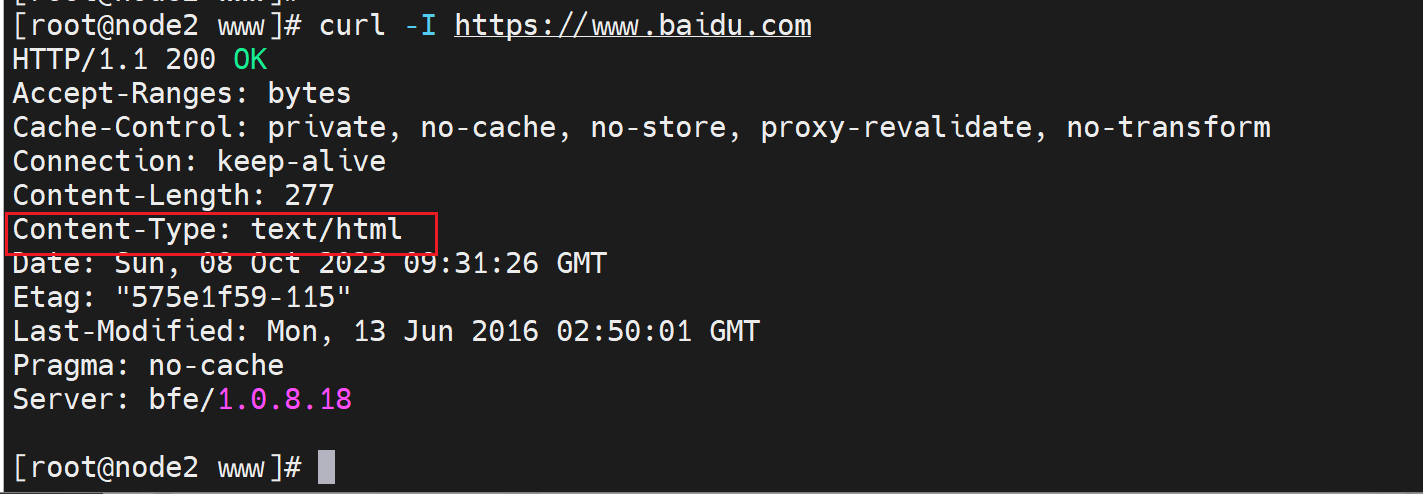 [root@node2 www]# curl -I https://www.baidu.com
HTTP/1.1 200 OK
Accept-Ranges: bytes
Cache-Control: private, no-cache, no-store, proxy-revalidate, no-transform
Connection: keep-alive
Content-Length: 277
Content-Type: text/html
Date: Sun, 08 Oct 2023 09:31:26 GMT
Etag: "575e1f59-115"
Last-Modified: Mon, 13 Jun 2016 02:50:01 GMT
Pragma: no-cache
Server: bfe/1.0.8.18
[root@node2 www]#